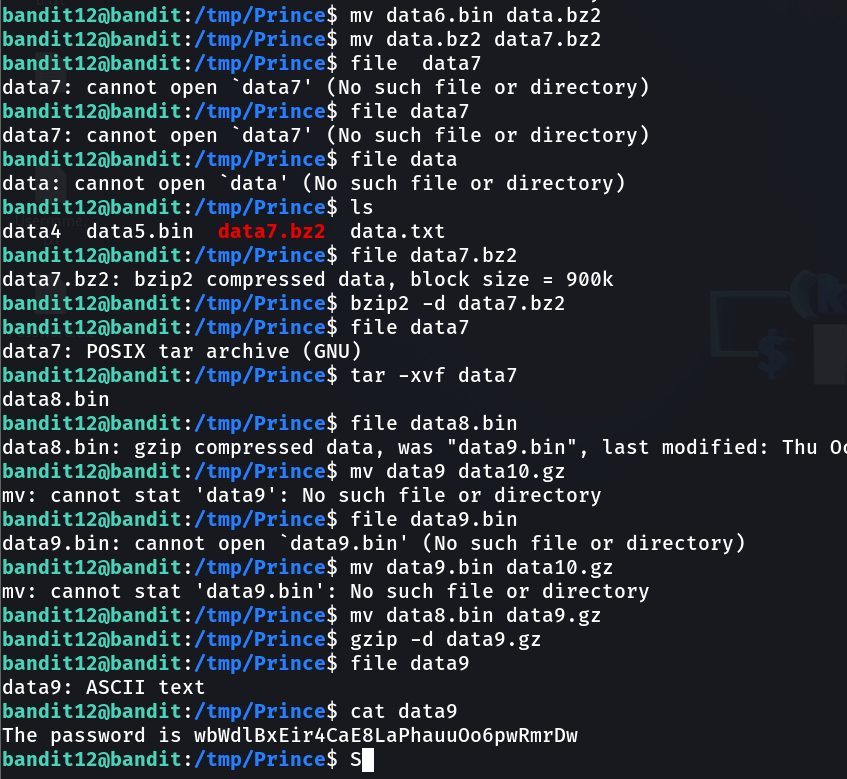 bandit12@bandit:/tmp/Prince$ mv data6.bin data.bz2
bandit12@bandit:/tmp/Prince$ mv data.bz2 data7.bz2
bandit12@bandit:/tmp/Prince$ file  data7
data7: cannot open `data7' (No such file or directory)
bandit12@bandit:/tmp/Prince$ file data7
data7: cannot open `data7' (No such file or directory)
bandit12@bandit:/tmp/Prince$ file data
data: cannot open `data' (No such file or directory)
bandit12@bandit:/tmp/Prince$ ls
data4  data5.bin  data7.bz2  data.txt
bandit12@bandit:/tmp/Prince$ file data7.bz2
data7.bz2: bzip2 compressed data, block size = 900k
bandit12@bandit:/tmp/Prince$ bzip2 -d data7.bz2
bandit12@bandit:/tmp/Prince$ file data7
data7: POSIX tar archive (GNU)
bandit12@bandit:/tmp/Prince$ tar -xvf data7
data8.bin
bandit12@bandit:/tmp/Prince$ file data8.bin
data8.bin: gzip compressed data, was "data9.bin", last modified: Thu Oc
bandit12@bandit:/tmp/Prince$ mv data9 data10.gz
mv: cannot stat 'data9': No such file or directory
bandit12@bandit:/tmp/Prince$ file data9.bin
data9.bin: cannot open `data9.bin' (No such file or directory)
bandit12@bandit:/tmp/Prince$ mv data9.bin data10.gz
mv: cannot stat 'data9.bin': No such file or directory
bandit12@bandit:/tmp/Prince$ mv data8.bin data9.gz
bandit12@bandit:/tmp/Prince$ gzip -d data9.gz
bandit12@bandit:/tmp/Prince$ file data9
data9: ASCII text
bandit12@bandit:/tmp/Prince$ cat data9
The password is wbWdlBxEir4CaE8LaPhauuOo6pwRmrDw
bandit12@bandit:/tmp/Prince$ S